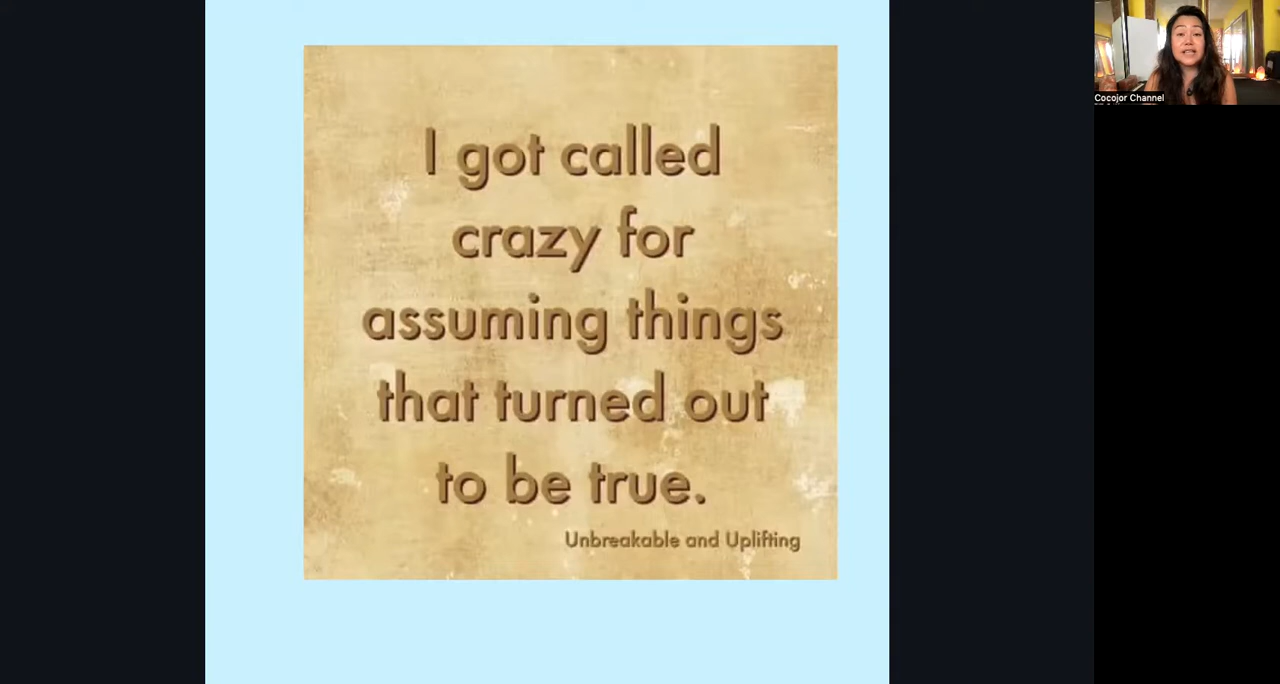 I got called
crazy for
assuming things
that turned out
to be true.
Unbreakable and Uplifting
Cocojor Channel